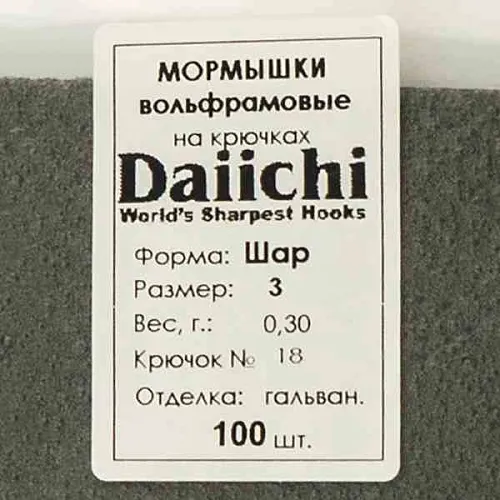 МОРМЫШКИ
ВОЛЬФРАМОВЫЕ
на крючках
Daiichi
World's Sharpest Hooks
Форма: Шар
Размер: 3
Вес, г.: 0,30
Крючок № 18
Отделка: гальван.
100 шт.